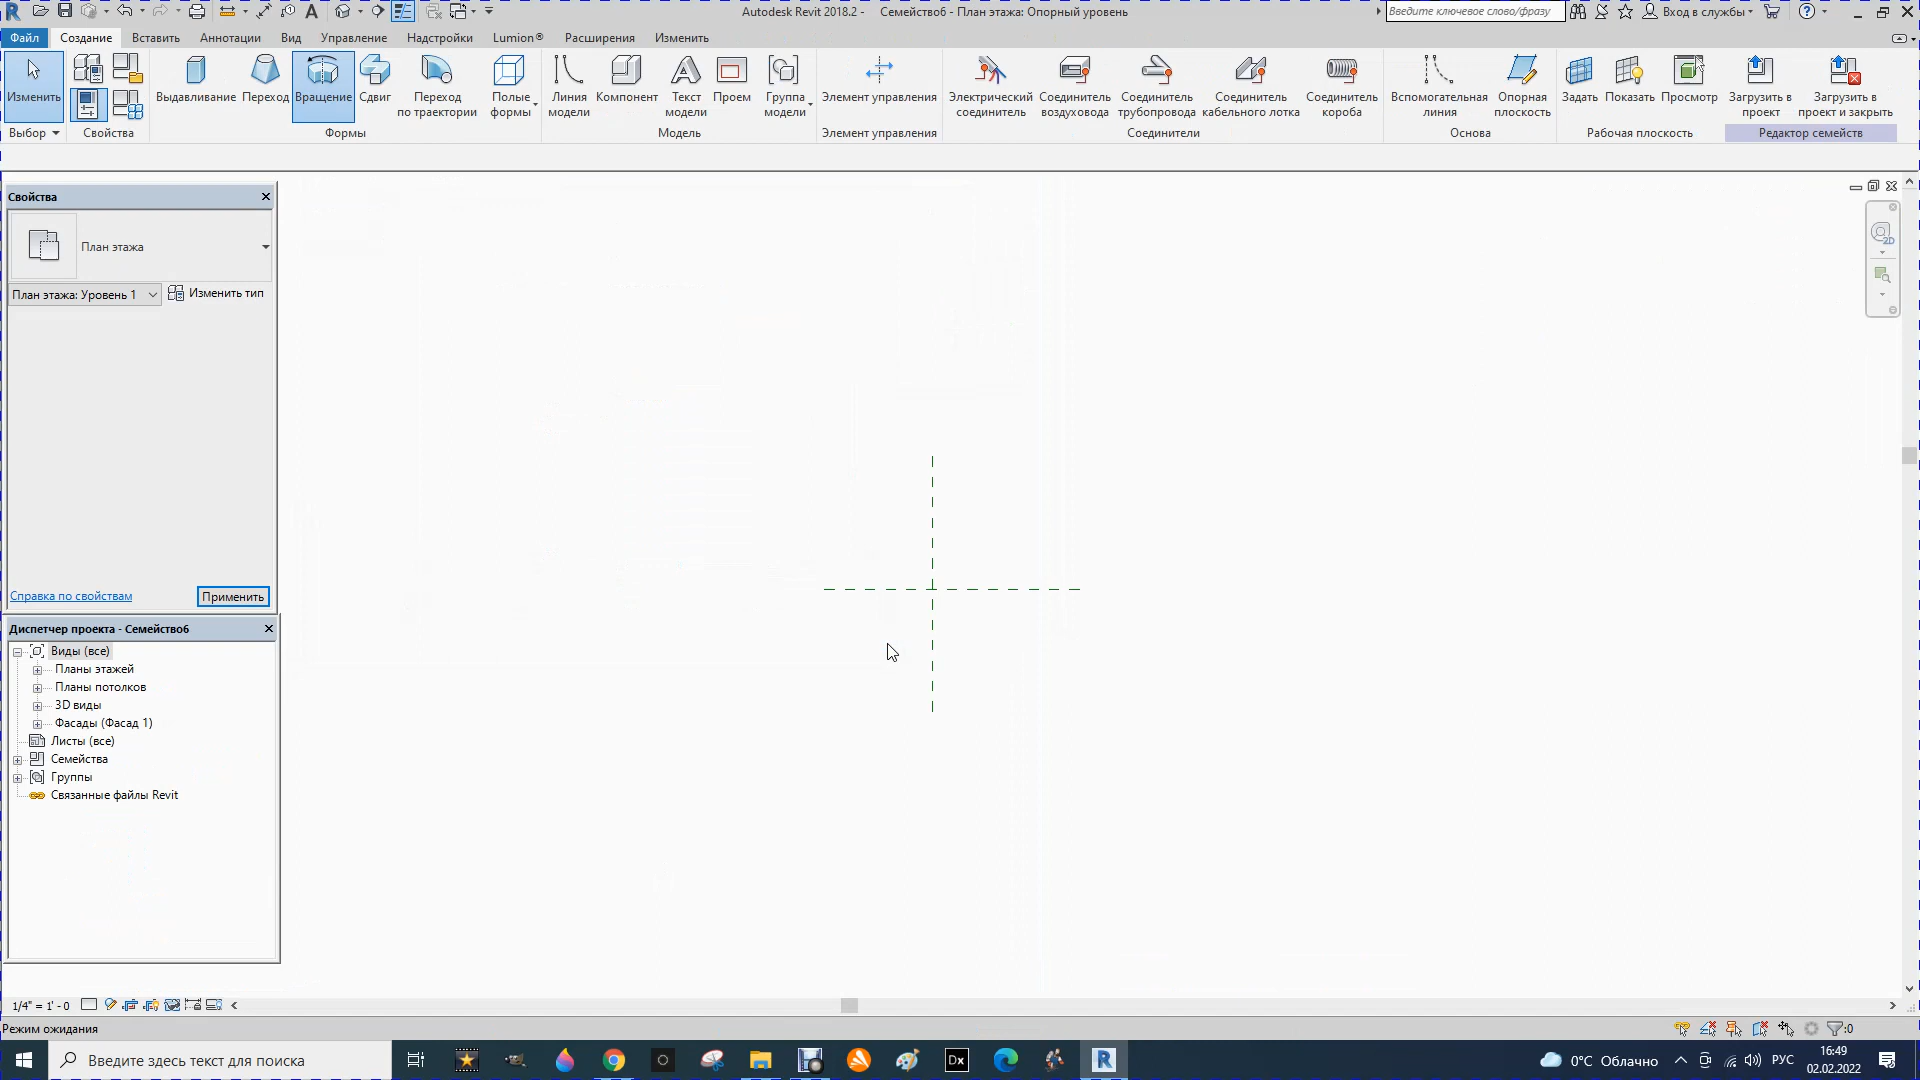 Autodesk Revit 2018.2 - Семейство6 - План этажа: Опорный уровень
Введите ключевое слово/фразу
Вход в службы
Файл
Создание
Вставить
Аннотации
Вид
Управление
Надстройки
Lumion®
Расширения
Изменить
Изменить
Выдавливание
Переход
Вращение
Сдвиг
Переход
по траектории
Полые
формы
Линия
модели
Компонент
Текст
модели
Проем
Группа
модели
Элемент управления
Электрический
соединитель
Соединитель
воздуховода
Соединитель
трубопровода
Соединитель
кабельного лотка
Соединитель
короба
Вспомогательная
линия
Опорная
плоскость
Задать
Показать
Просмотр
Загрузить в
проект
Загрузить в
проект и закрыть
Выбор
Свойства
Формы
Модель
Элемент управления
Соединители
Основа
Рабочая плоскость
Редактор семейств
Свойства
План этажа
План этажа: Уровень 1
Изменить тип
Справка по свойствам
Применить
Диспетчер проекта - Семейство6
Виды (все)
Планы этажей
Планы потолков
3D виды
Фасады (Фасад 1)
Листы (все)
Семейства
Группы
Связанные файлы Revit
2D
1/4" = 1' - 0
Режим ожидания
:0
Введите здесь текст для поиска
Dx
R
0°C Облачно
РУС
16:49
02.02.2022